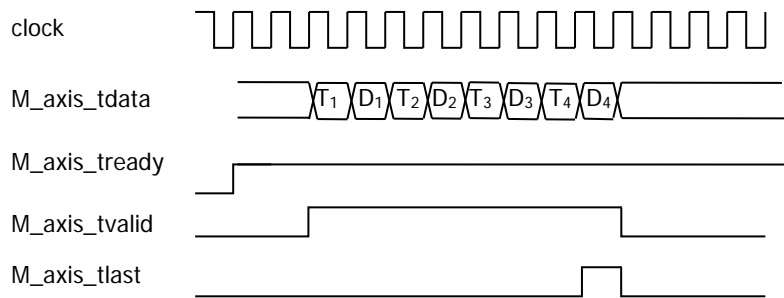 clock
M_axis_tdata T₁ D₁ T₂ D₂ T₃ D₃ T₄ D₄
M_axis_tready
M_axis_tvalid
M_axis_tlast